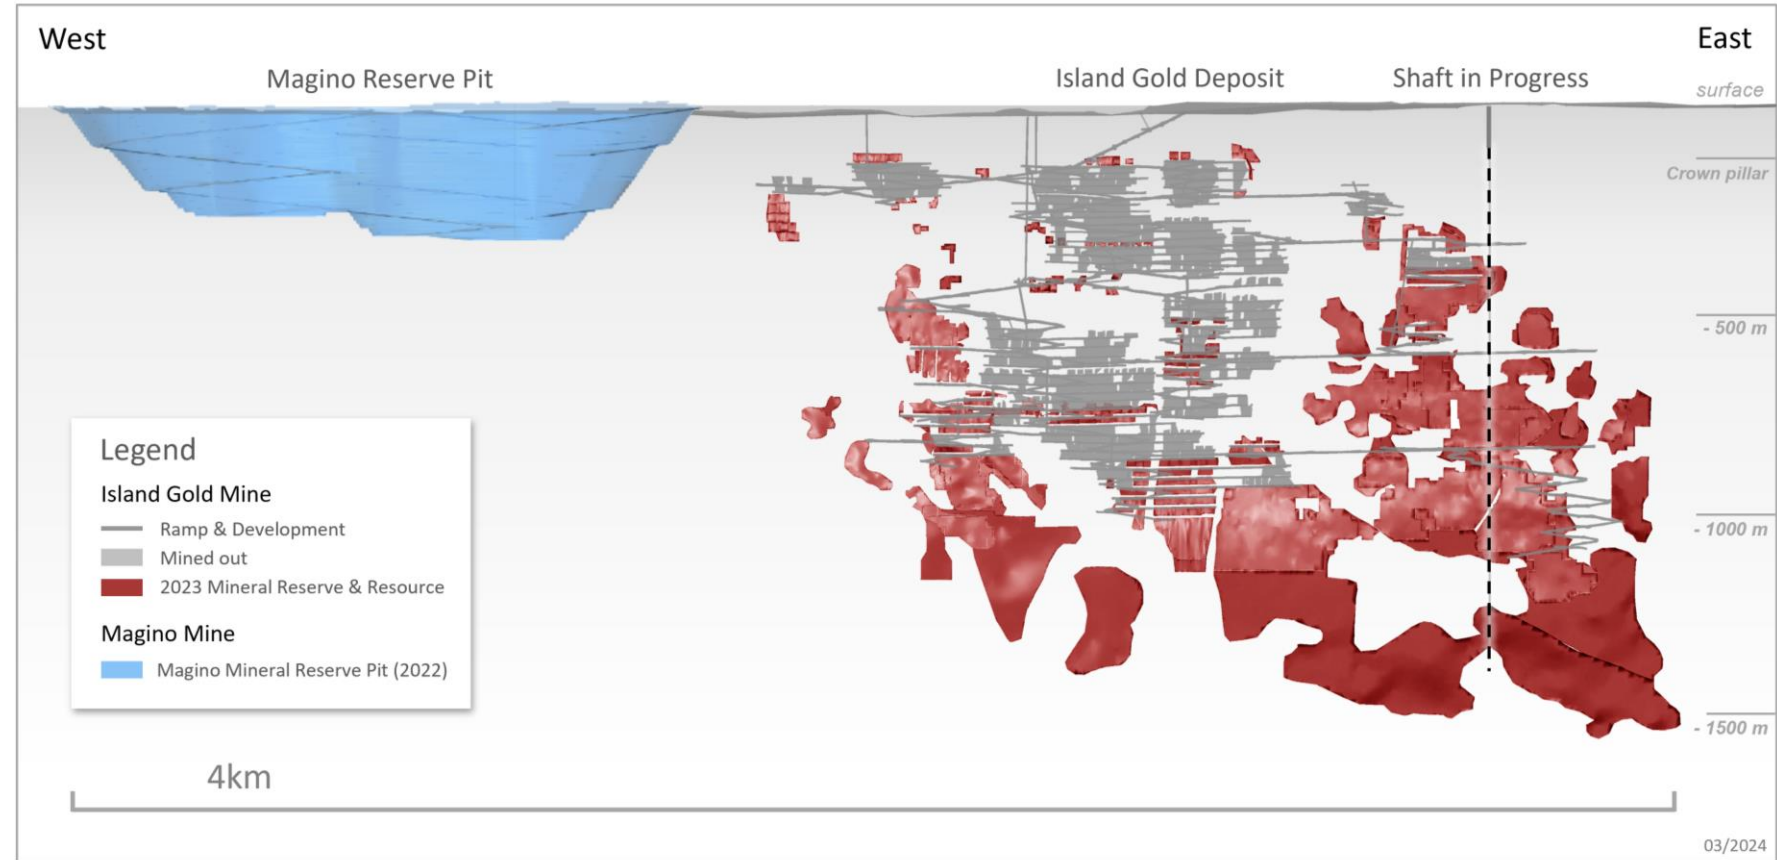 West
East
Magino Reserve Pit
Island Gold Deposit
Shaft in Progress
surface
Crown pillar
- 500 m
Legend
Island Gold Mine
Ramp & Development
Mined out
2023 Mineral Reserve & Resource
Magino Mine
Magino Mineral Reserve Pit (2022)
- 1000 m
- 1500 m
4km
03/2024